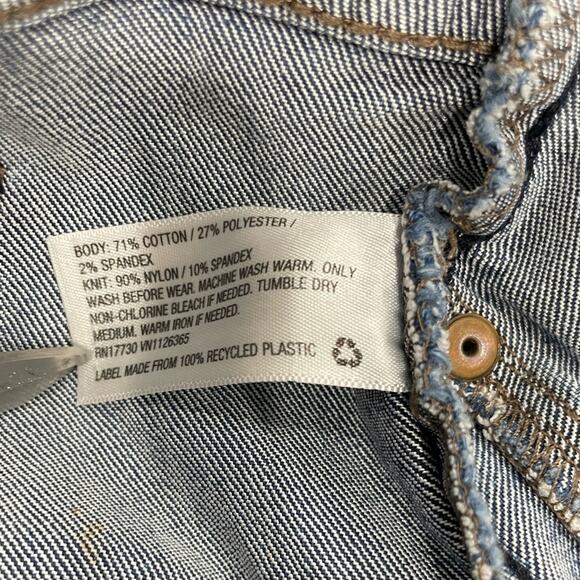 BODY: 71% COTTON / 27% POLYESTER /
2% SPANDEX
KNIT: 90% NYLON / 10% SPANDEX
WASH BEFORE WEAR. MACHINE WASH WARM. ONLY
NON-CHLORINE BLEACH IF NEEDED. TUMBLE DRY
MEDIUM. WARM IRON IF NEEDED.
RN17730 VN1126365
LABEL MADE FROM 100% RECYCLED PLASTIC